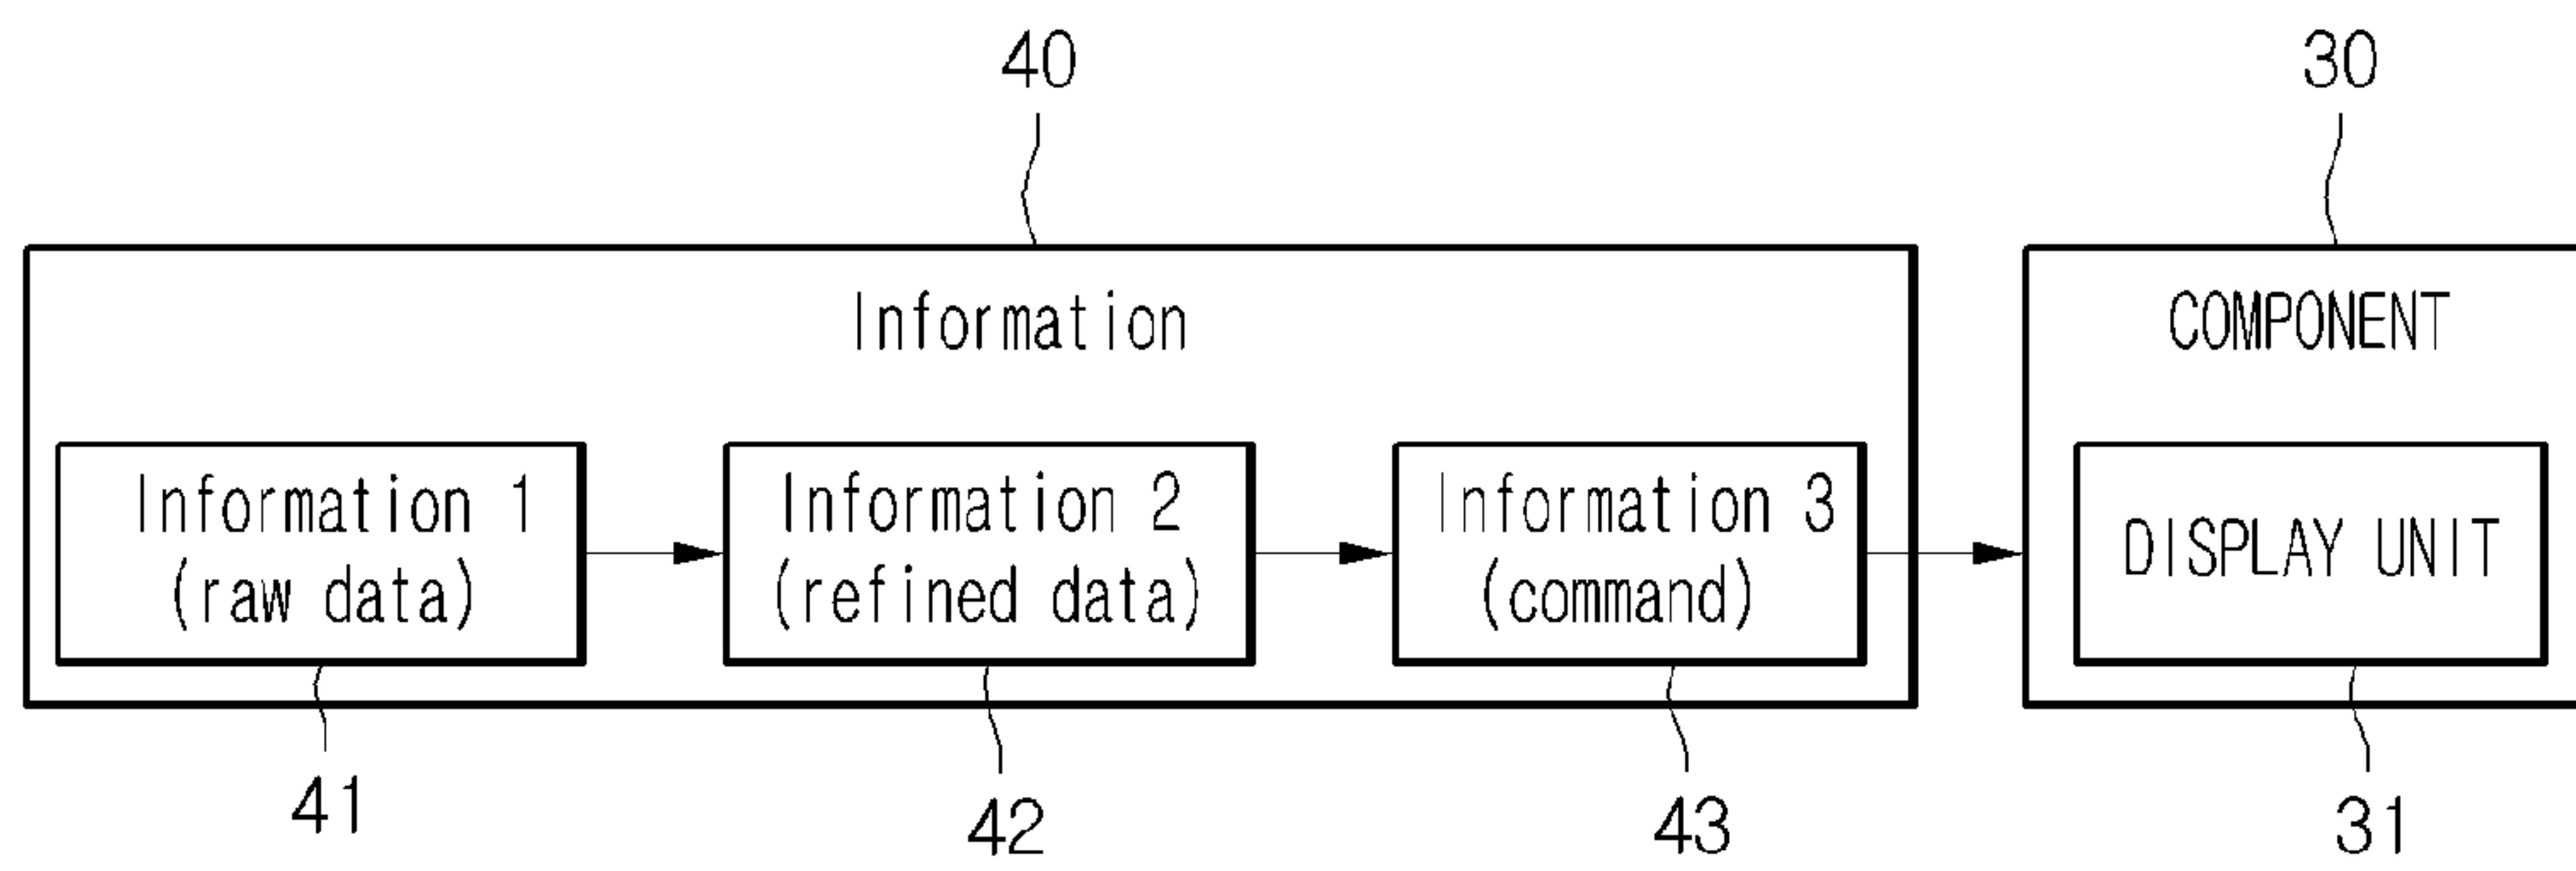 40
30
Information
COMPONENT
Information 1
(raw data)
Information 2
(refined data)
Information 3
(command)
DISPLAY UNIT
41
42
43
31